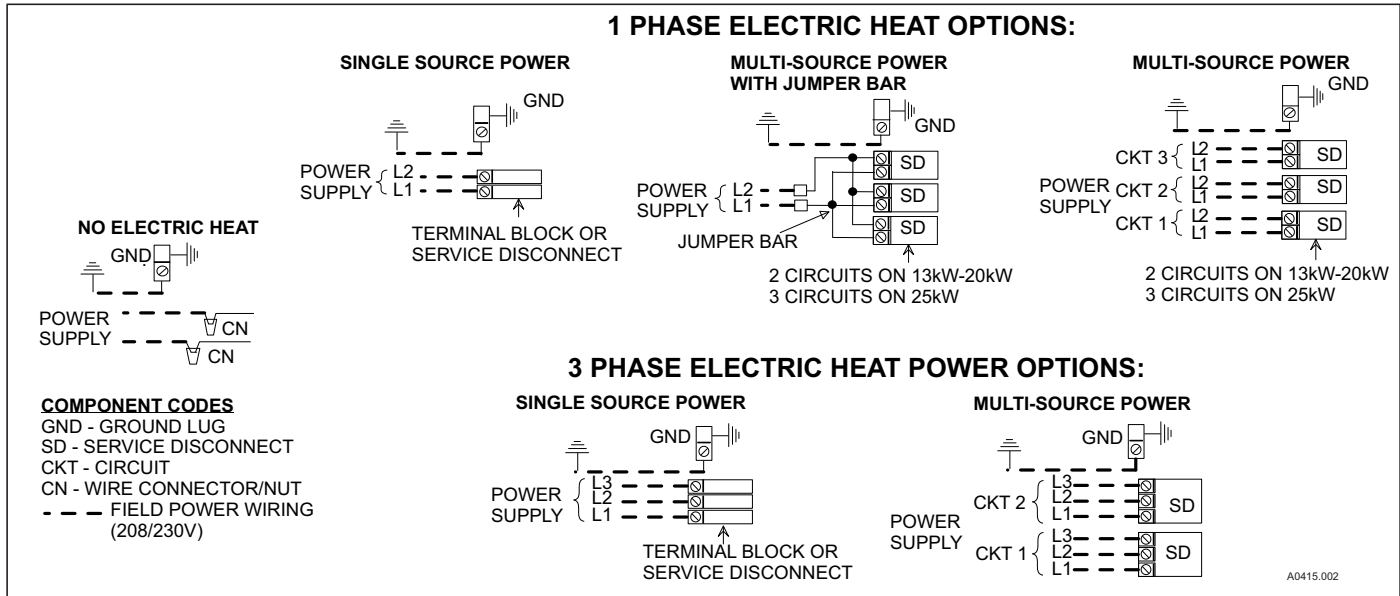 1 PHASE ELECTRIC HEAT OPTIONS:
SINGLE SOURCE POWER
GND
POWER
SUPPLY
L2
L1
TERMINAL BLOCK OR
SERVICE DISCONNECT
MULTI-SOURCE POWER
WITH JUMPER BAR
GND
POWER
SUPPLY
L2
L1
SD
SD
SD
JUMPER BAR
2 CIRCUITS ON 13kW-20kW
3 CIRCUITS ON 25kW
MULTI-SOURCE POWER
GND
POWER
SUPPLY
CKT 3
L2
L1
SD
CKT 2
L2
L1
SD
CKT 1
L2
L1
SD
2 CIRCUITS ON 13kW-20kW
3 CIRCUITS ON 25kW
NO ELECTRIC HEAT
GND
POWER
SUPPLY
CN
CN
COMPONENT CODES
GND - GROUND LUG
SD - SERVICE DISCONNECT
CKT - CIRCUIT
CN - WIRE CONNECTOR/NUT
FIELD POWER WIRING
(208/230V)
3 PHASE ELECTRIC HEAT POWER OPTIONS:
SINGLE SOURCE POWER
GND
POWER
SUPPLY
L3
L2
L1
TERMINAL BLOCK OR
SERVICE DISCONNECT
MULTI-SOURCE POWER
GND
POWER
SUPPLY
CKT 2
L3
L2
L1
SD
CKT 1
L3
L2
L1
SD
A0415.002